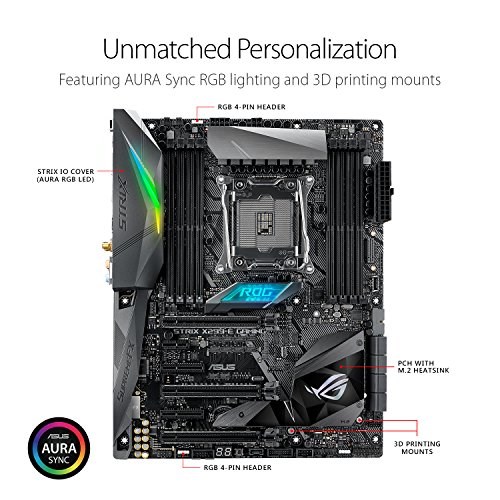 Unmatched Personalization
Featuring AURA Sync RGB lighting and 3D printing mounts
RGB 4-PIN HEADER
STRIX IO COVER
(AURA RGB LED)
STRIX
ROG
STRIX X299-E GAMING
ASUS
SupremeFX
PCH WITH
M.2 HEATSINK
3D PRINTING
MOUNTS
RGB 4-PIN HEADER
88
ASUS
AURA
SYNC